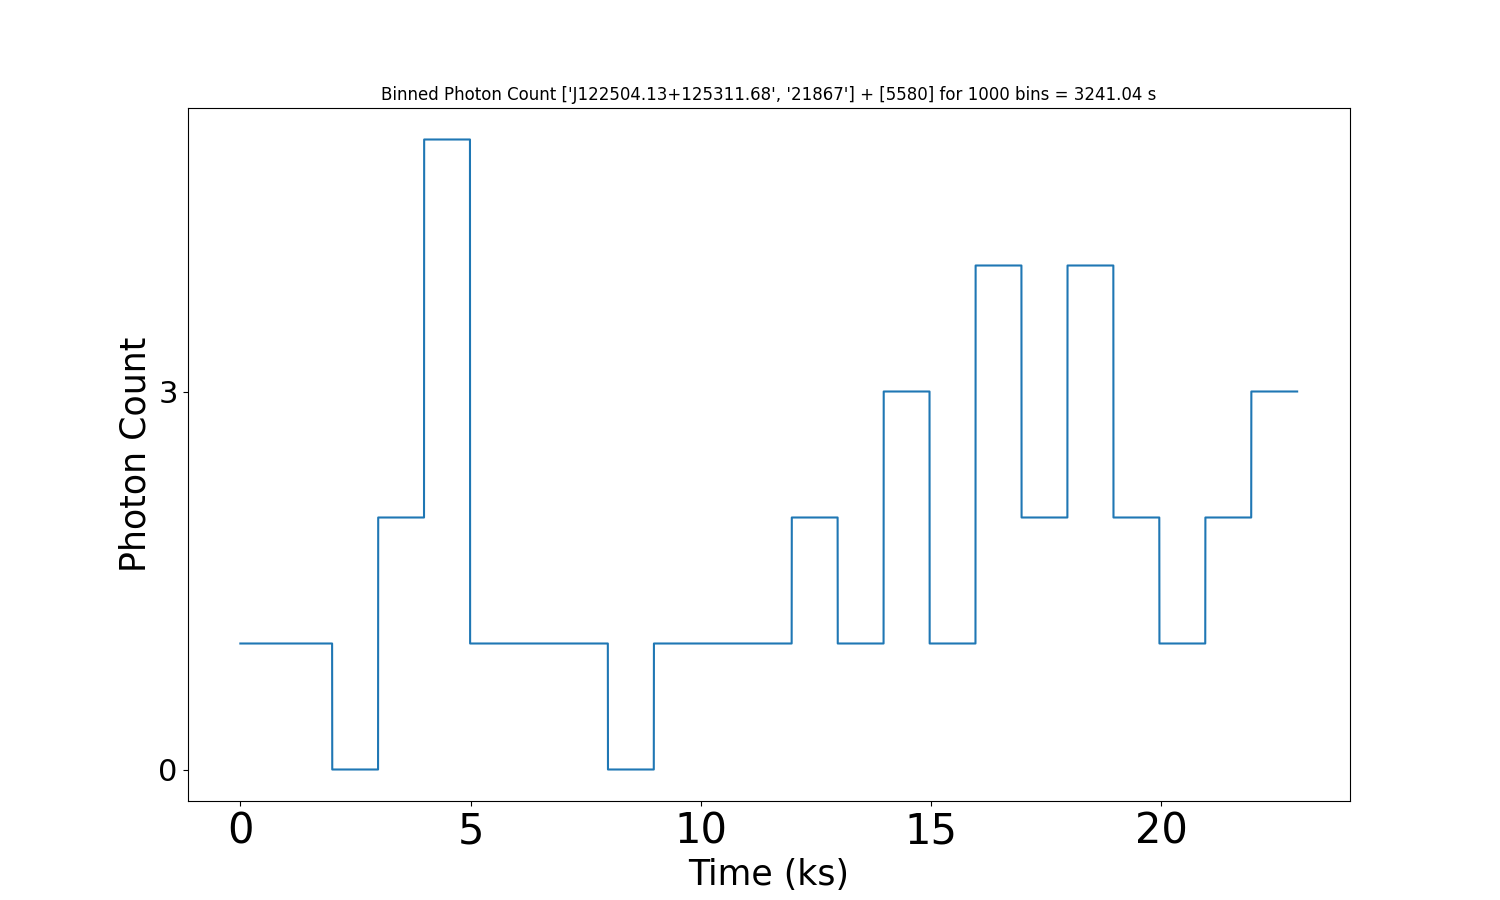 Binned Photon Count ['J122504.13+125311.68', '21867'] + [5580] for 1000 bins = 3241.04 s
Photon Count
3
0
0 5 10 15 20
Time (ks)